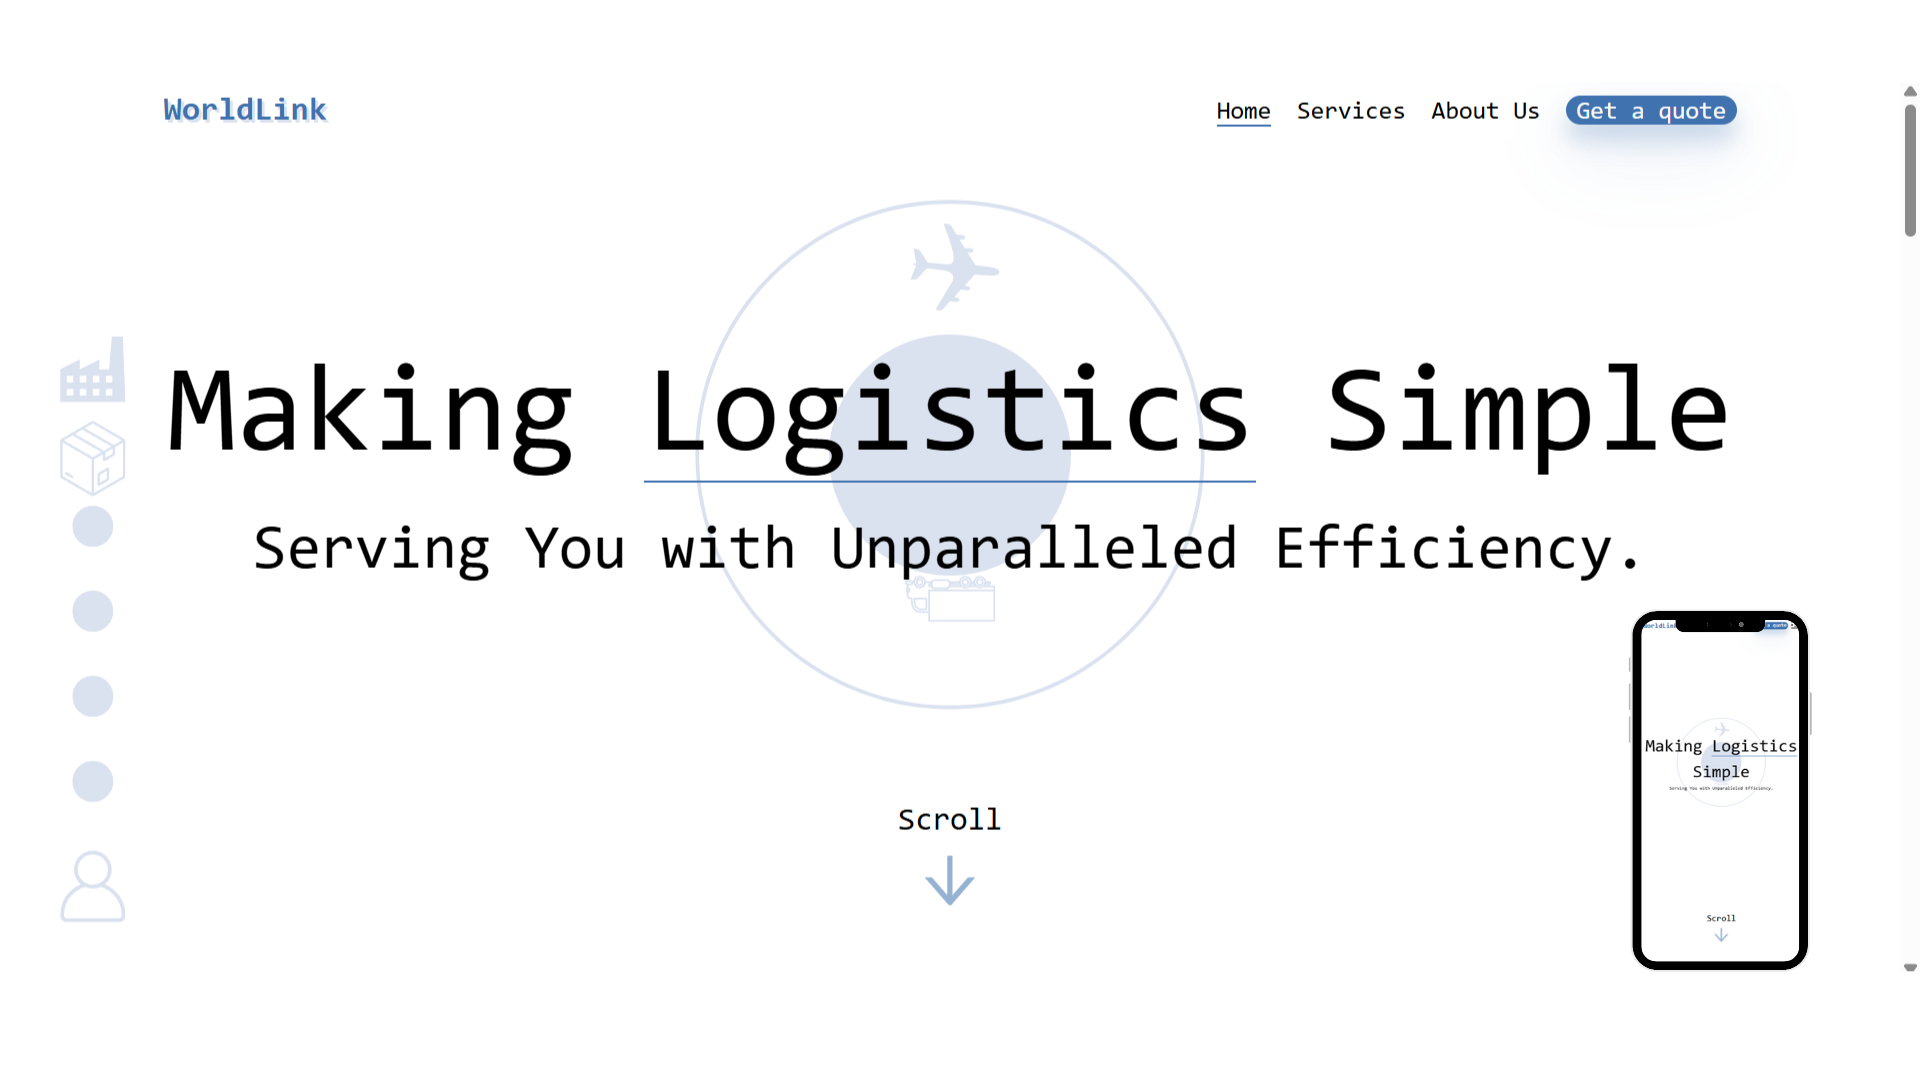 WorldLink
Home Services About Us Get a quote
Making Logistics Simple
Serving You with Unparalleled Efficiency.
Scroll
Making Logistics
Simple
Serving You with Unparalleled Efficiency.
Scroll